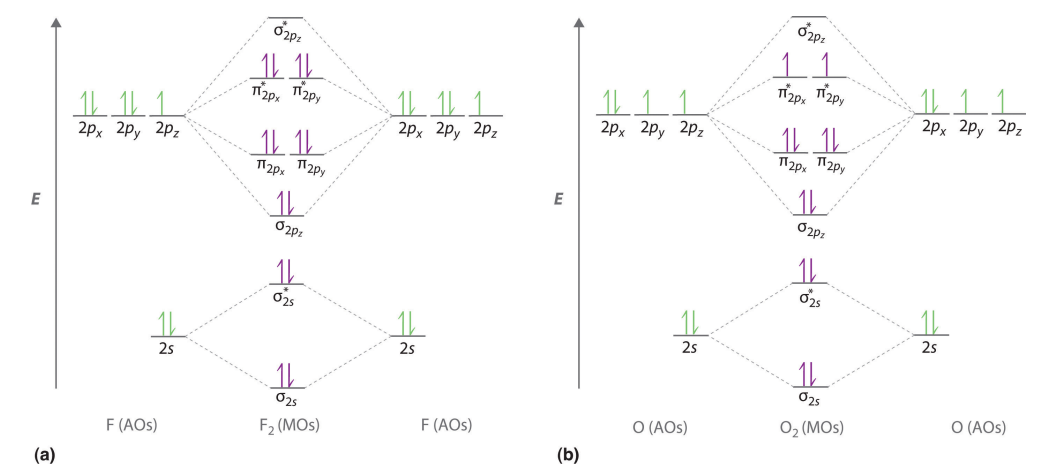 σ*2pz
π*2px π*2py
2px 2py 2pz
2px 2py 2pz
π2px π2py
σ2pz
E
σ*2s
2s
2s
σ2s
F (AOs)
F2 (MOs)
F (AOs)
(a)
σ*2pz
π*2px π*2py
2px 2py 2pz
2px 2py 2pz
π2px π2py
σ2pz
E
σ*2s
2s
2s
σ2s
O (AOs)
O2 (MOs)
O (AOs)
(b)